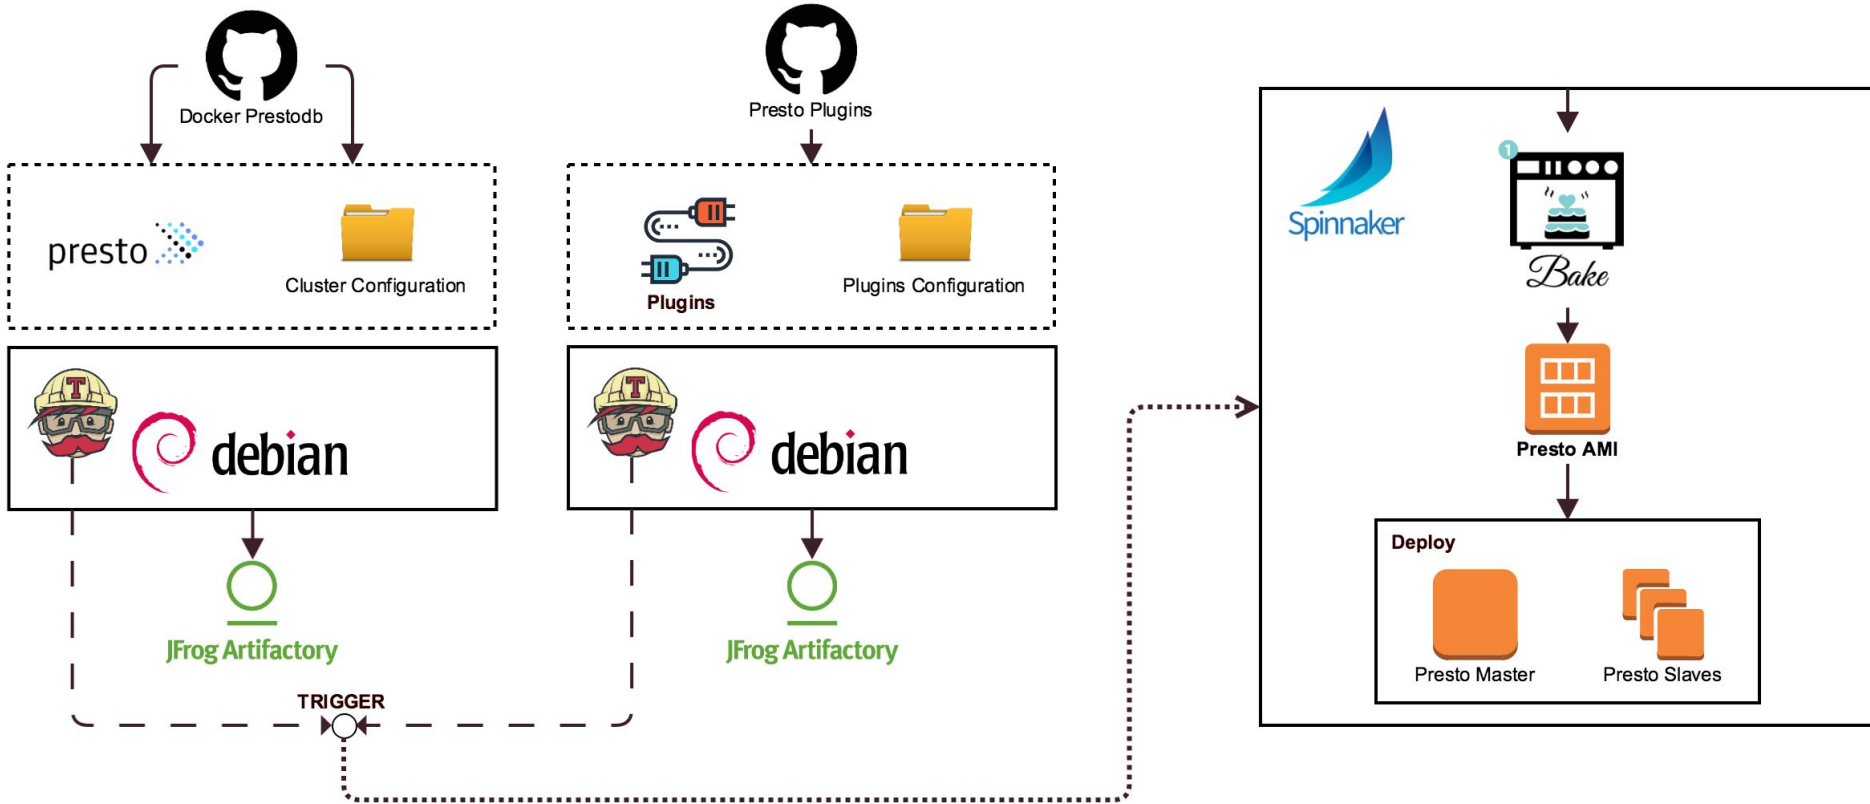 Docker Prestodb
Presto Plugins
presto
Cluster Configuration
Plugins
Plugins Configuration
T
debian
T
debian
JFrog Artifactory
JFrog Artifactory
TRIGGER
Spinnaker
1
Bake
Presto AMI
Deploy
Presto Master
Presto Slaves